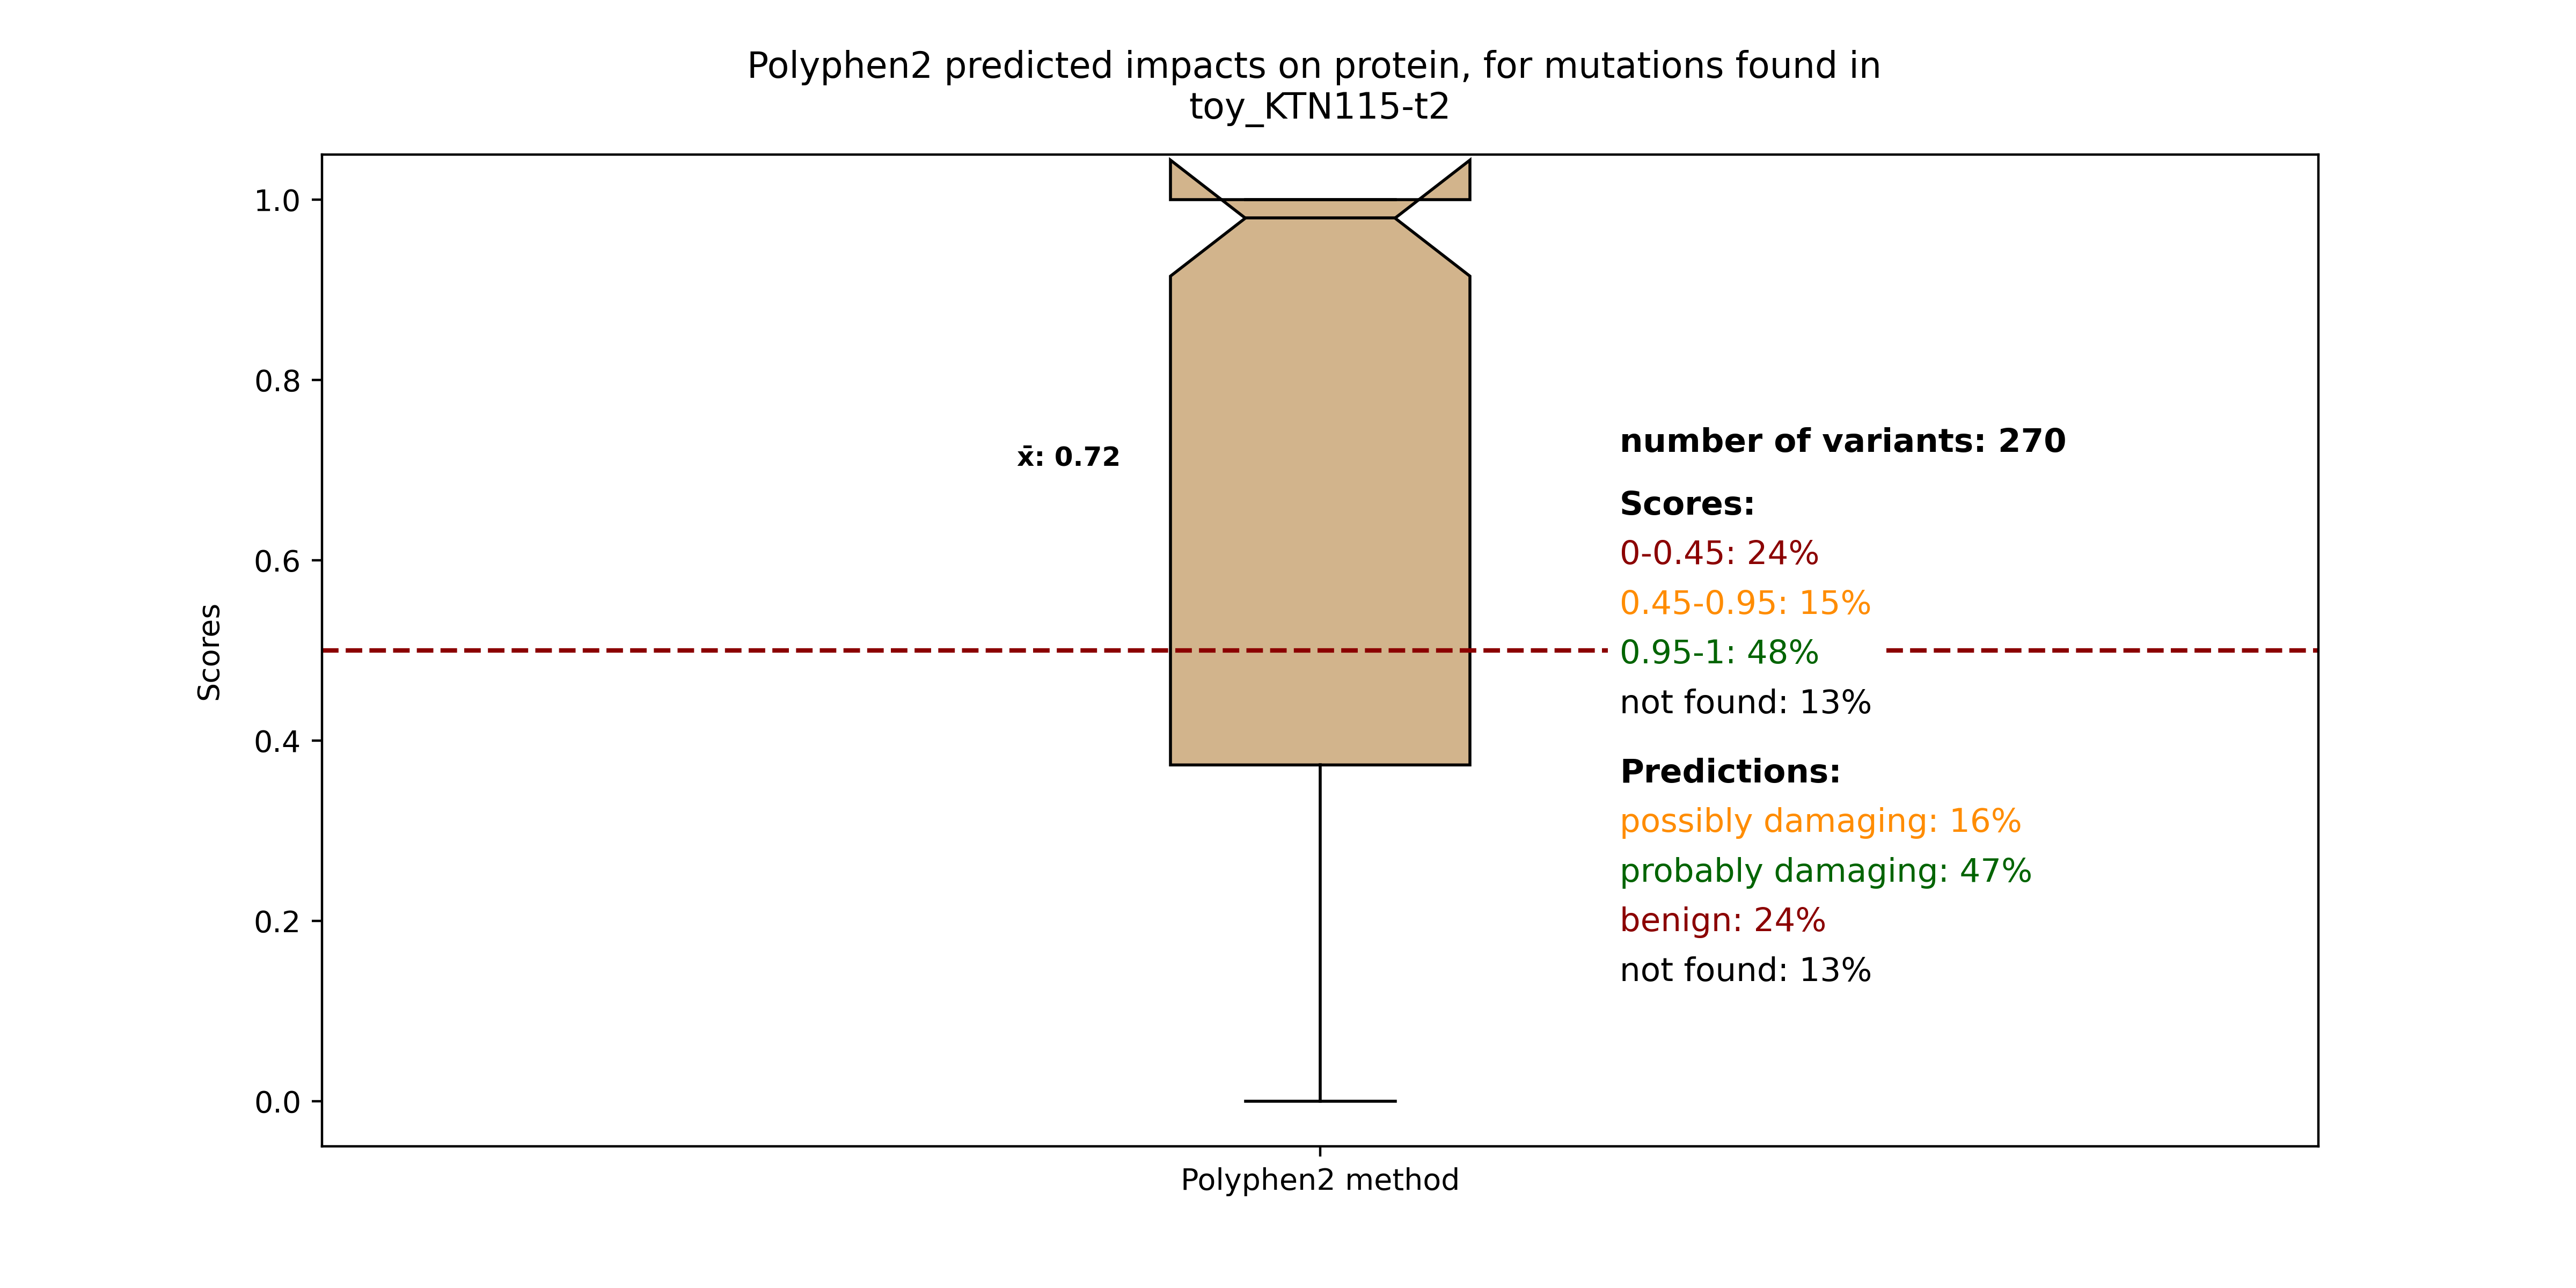 Polyphen2 predicted impacts on protein, for mutations found in
toy_KTN115-t2
1.0
0.8
0.6
0.4
0.2
0.0
Scores
x̄: 0.72
number of variants: 270
Scores:
0-0.45: 24%
0.45-0.95: 15%
0.95-1: 48%
not found: 13%
Predictions:
possibly damaging: 16%
probably damaging: 47%
benign: 24%
not found: 13%
Polyphen2 method